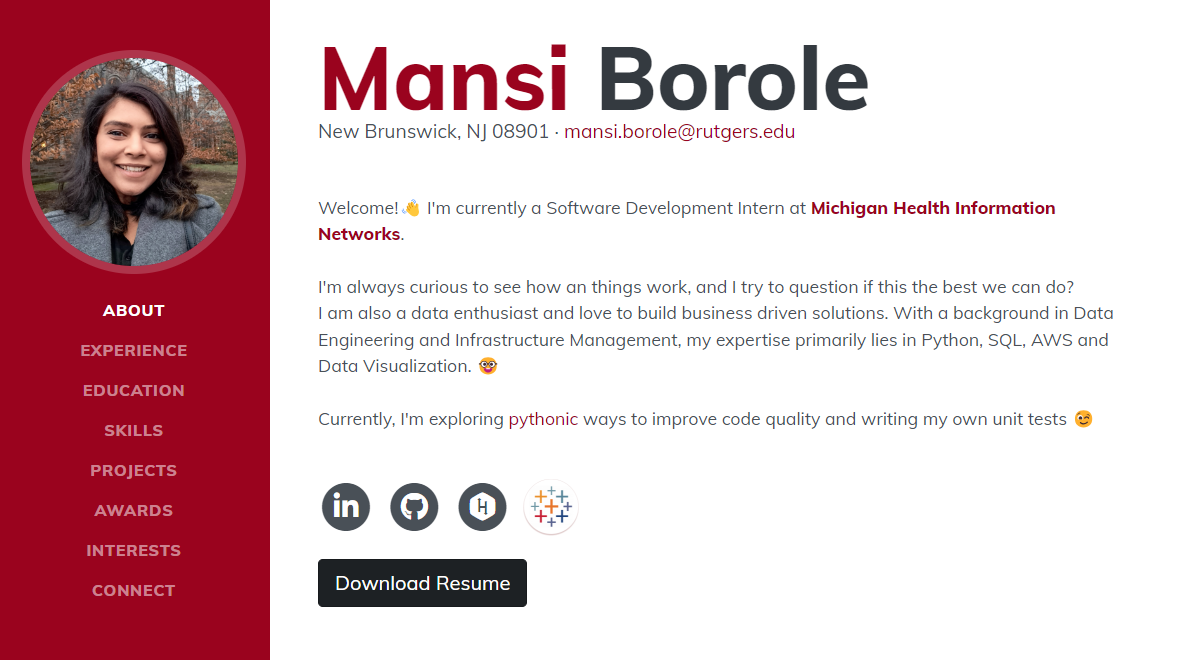 Mansi Borole
New Brunswick, NJ 08901 · mansi.borole@rutgers.edu
Welcome!👋 I'm currently a Software Development Intern at Michigan Health Information
Networks.
I'm always curious to see how an things work, and I try to question if this the best we can do?
I am also a data enthusiast and love to build business driven solutions. With a background in Data
Engineering and Infrastructure Management, my expertise primarily lies in Python, SQL, AWS and
Data Visualization. 🤓
Currently, I'm exploring pythonic ways to improve code quality and writing my own unit tests 😉
in
H
Download Resume
ABOUT
EXPERIENCE
EDUCATION
SKILLS
PROJECTS
AWARDS
INTERESTS
CONNECT